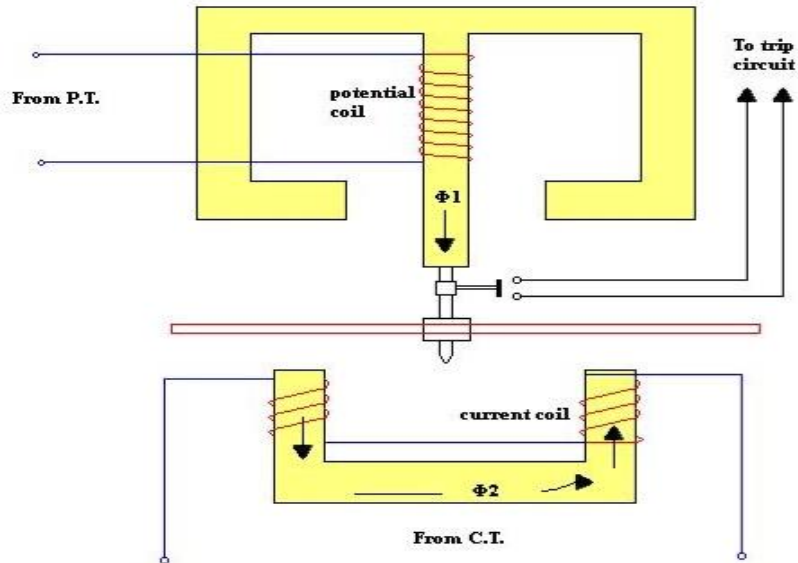 To trip
circuit
From P.T.
potential
coil
Φ1
current coil
Φ2
From C.T.